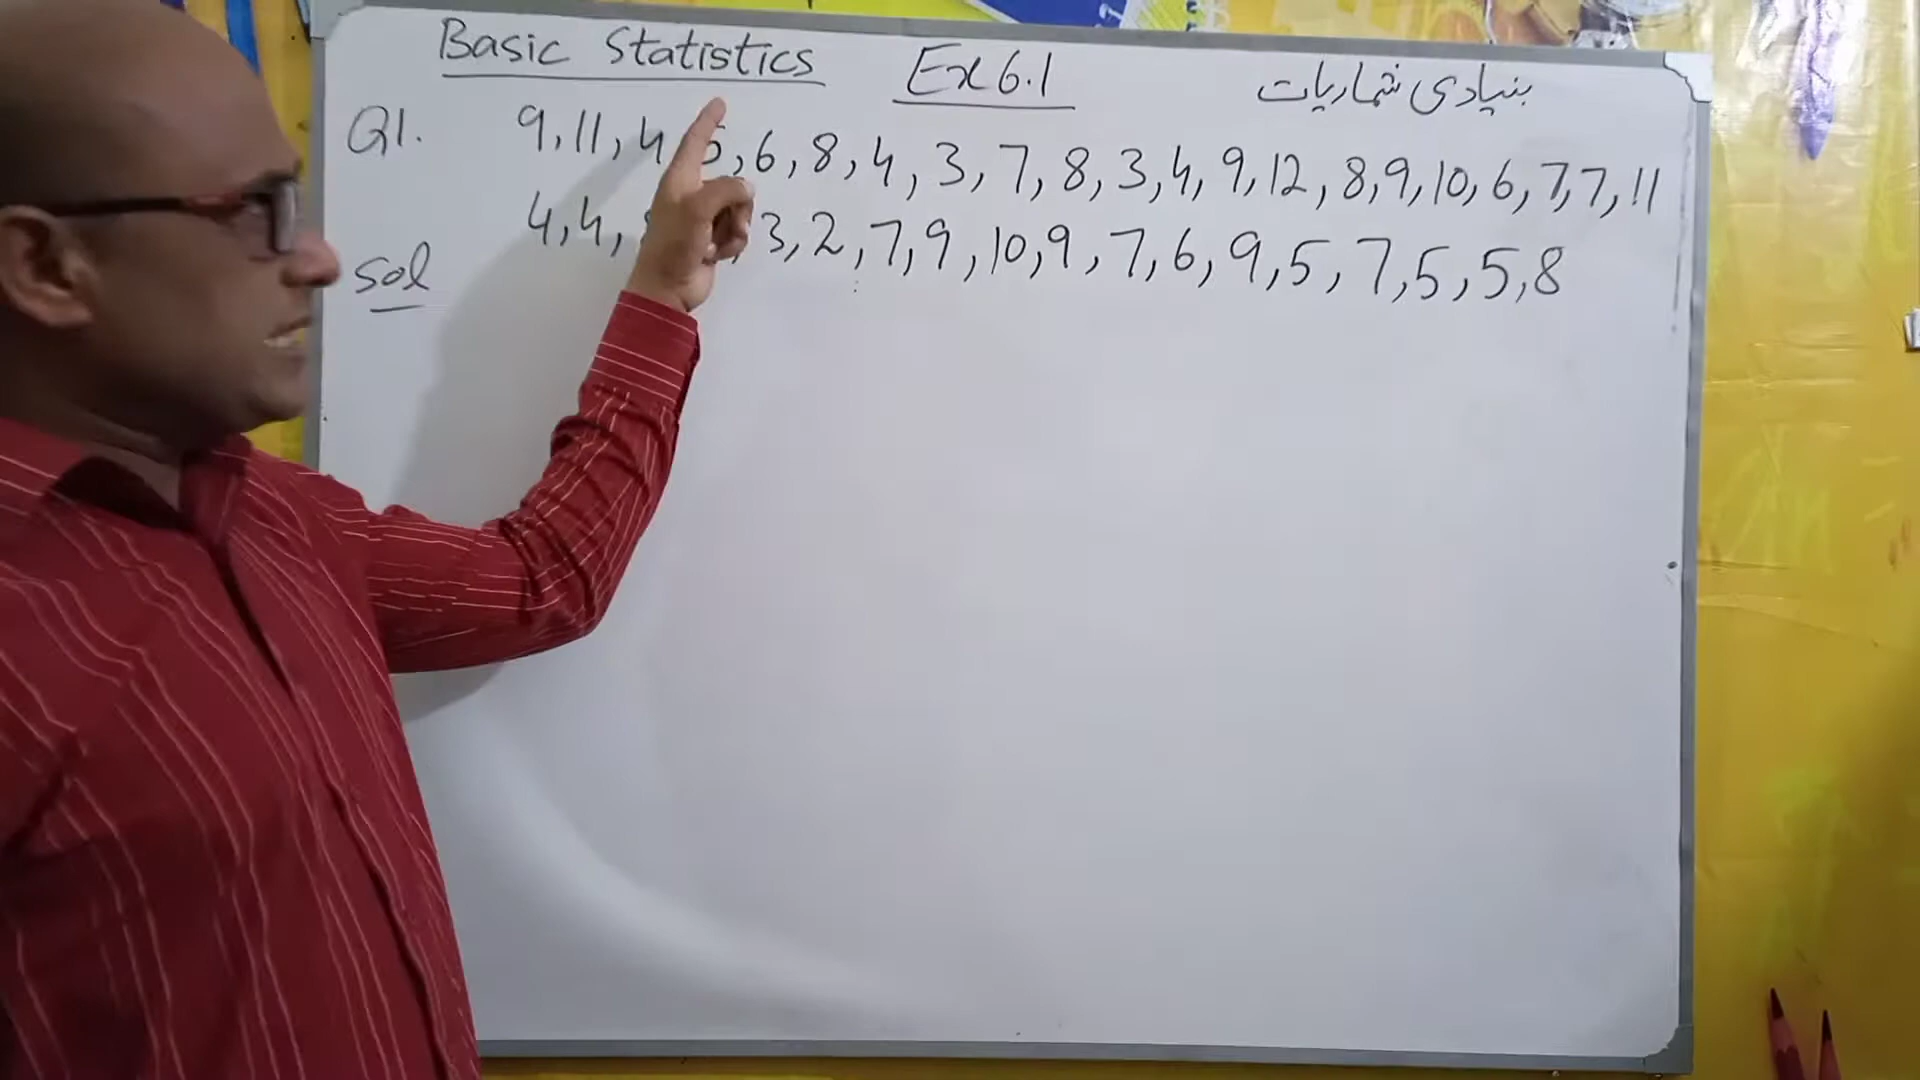 Basic Statistics Ex 6.1 بنیادی شماریات
Q1. 9, 11, 4, 5, 6, 8, 4, 3, 7, 8, 3, 4, 9, 12, 8, 9, 10, 6, 7, 7, 11
4, 4, 3, 2, 7, 9, 10, 9, 7, 6, 9, 5, 7, 5, 5, 8
Sol